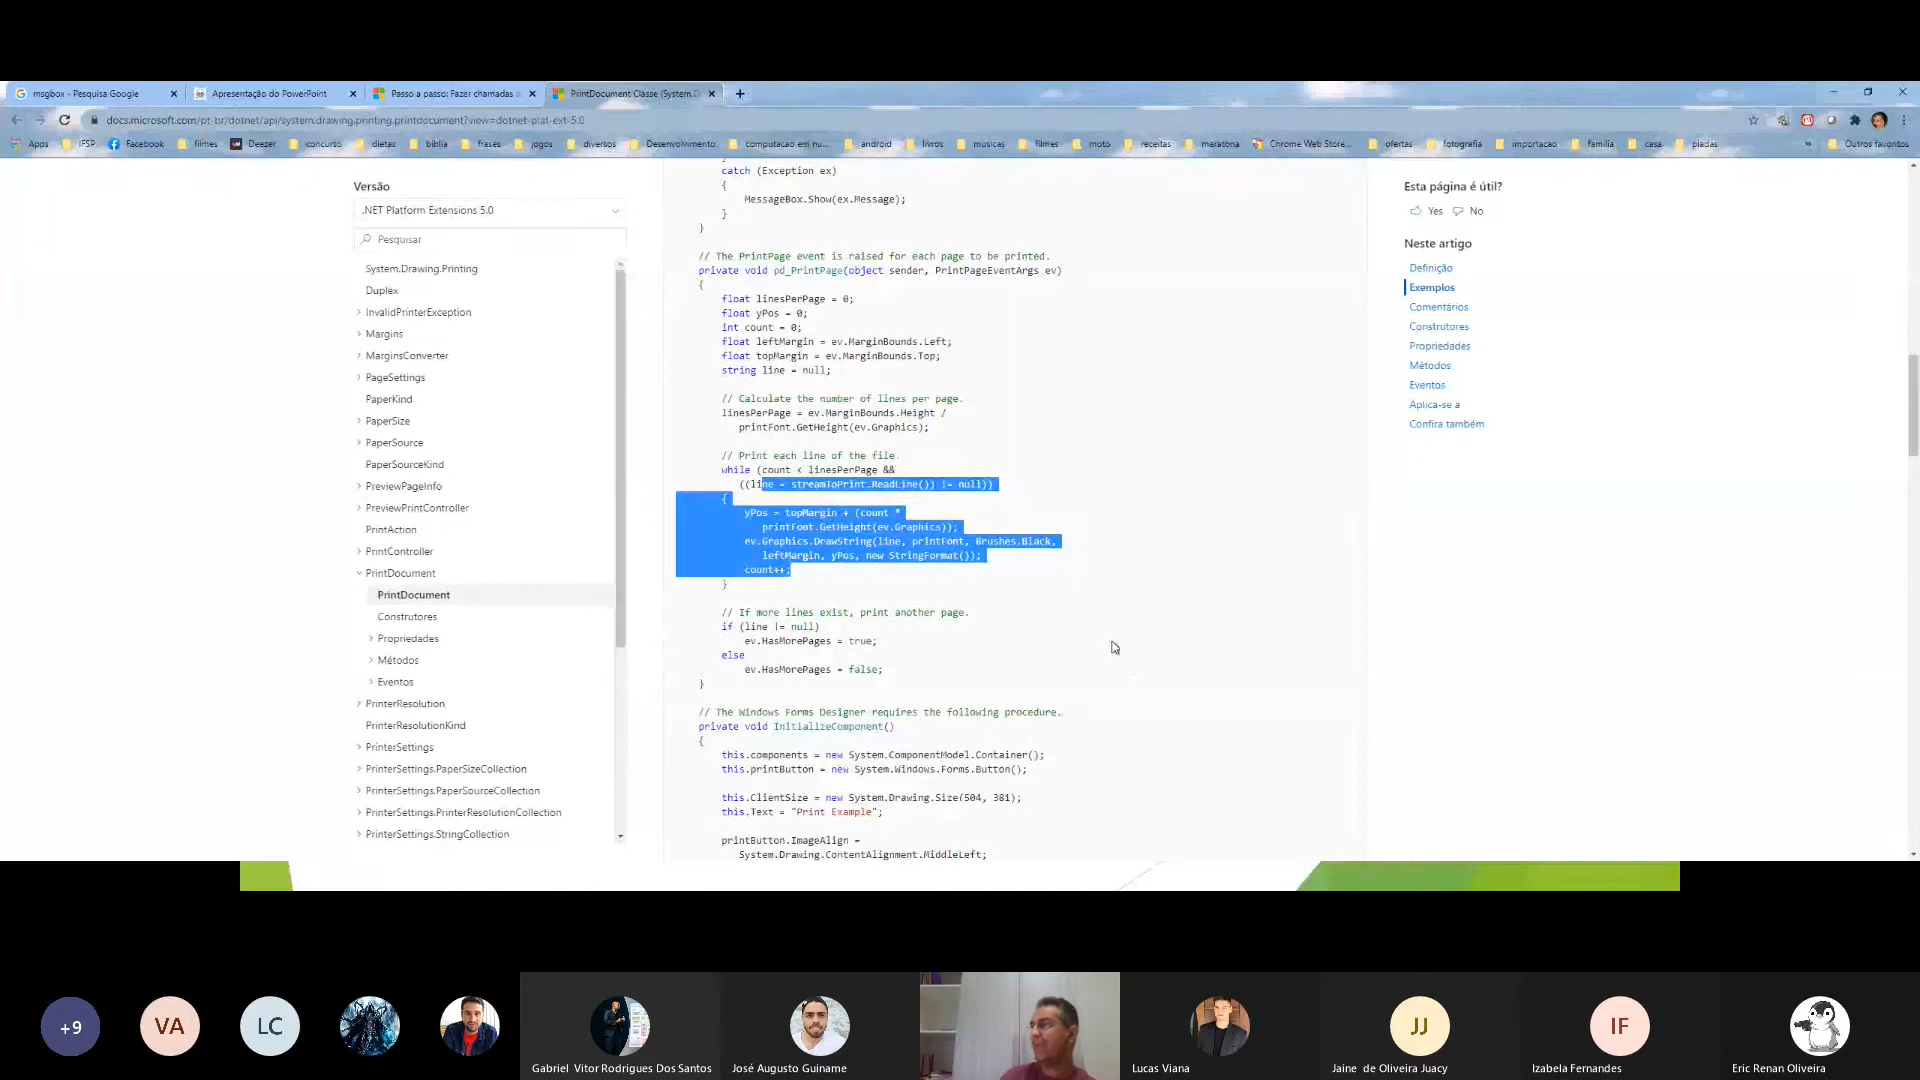 msgbox - Pesquisa Google
Apresentação do PowerPoint
Passo a passo: Fazer chamadas
PrintDocument Classe (System.D
docs.microsoft.com/pt-br/dotnet/api/system.drawing.printing.printdocument?view=dotnet-plat-ext-5.0
Apps IFSP Facebook filmes Deezer concurso dietas biblia frases jogos diversos Desenvolvimento computacao em nu... android livros musicas filmes moto receitas maratona Chrome Web Store... ofertas fotografia importacao familia casa piadas » Outros favoritos
Versão
.NET Platform Extensions 5.0
Pesquisar
System.Drawing.Printing
Duplex
InvalidPrinterException
Margins
MarginsConverter
PageSettings
PaperKind
PaperSize
PaperSource
PaperSourceKind
PreviewPageInfo
PreviewPrintController
PrintAction
PrintController
PrintDocument
PrintDocument
Construtores
Propriedades
Métodos
Eventos
PrinterResolution
PrinterResolutionKind
PrinterSettings
PrinterSettings.PaperSizeCollection
PrinterSettings.PaperSourceCollection
PrinterSettings.PrinterResolutionCollection
PrinterSettings.StringCollection
}
catch (Exception ex)
{
MessageBox.Show(ex.Message);
}
}
// The PrintPage event is raised for each page to be printed.
private void pd_PrintPage(object sender, PrintPageEventArgs ev)
{
float linesPerPage = 0;
float yPos = 0;
int count = 0;
float leftMargin = ev.MarginBounds.Left;
float topMargin = ev.MarginBounds.Top;
string line = null;
// Calculate the number of lines per page.
linesPerPage = ev.MarginBounds.Height /
printFont.GetHeight(ev.Graphics);
// Print each line of the file.
while (count < linesPerPage &&
((line = streamToPrint.ReadLine()) != null))
{
yPos = topMargin + (count *
printFont.GetHeight(ev.Graphics));
ev.Graphics.DrawString(line, printFont, Brushes.Black,
leftMargin, yPos, new StringFormat());
count++;
}
// If more lines exist, print another page.
if (line != null)
ev.HasMorePages = true;
else
ev.HasMorePages = false;
}
// The Windows Forms Designer requires the following procedure.
private void InitializeComponent()
{
this.components = new System.ComponentModel.Container();
this.printButton = new System.Windows.Forms.Button();
this.ClientSize = new System.Drawing.Size(504, 381);
this.Text = "Print Example";
printButton.ImageAlign =
System.Drawing.ContentAlignment.MiddleLeft;
Esta página é útil?
Yes No
Neste artigo
Definição
Exemplos
Comentários
Construtores
Propriedades
Métodos
Eventos
Aplica-se a
Confira também
+9
VA
LC
JJ
IF
Gabriel Vitor Rodrigues Dos Santos
José Augusto Guiname
Lucas Viana
Jaine de Oliveira Juacy
Izabela Fernandes
Eric Renan Oliveira